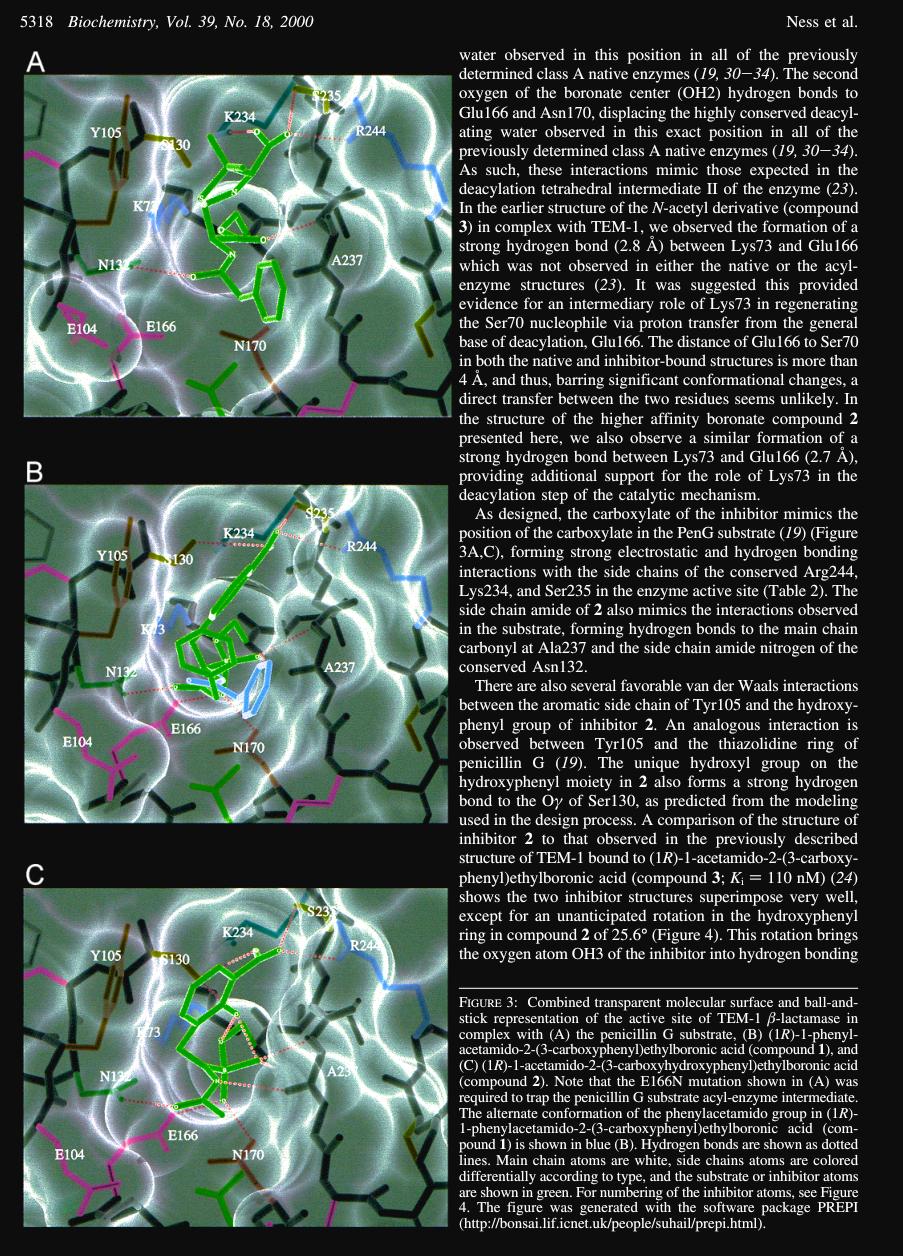 5318 Biochemistry, Vol. 39, No. 18, 2000
Ness et al.
A
K234
S235
R244
Y105
S130
A237
E104
E166
N170
B
K234
S235
R244
Y105
S130
K73
A237
N132
E166
E104
N170
C
K234
R244
Y105
S130
N132
E166
E104
N170
water observed in this position in all of the previously
determined class A native enzymes (19, 30−34). The second
oxygen of the boronate center (OH2) hydrogen bonds to
Glu166 and Asn170, displacing the highly conserved deacyl-
ating water observed in this exact position in all of the
previously determined class A native enzymes (19, 30−34).
As such, these interactions mimic those expected in the
deacylation tetrahedral intermediate II of the enzyme (23).
In the earlier structure of the N-acetyl derivative (compound
3) in complex with TEM-1, we observed the formation of a
strong hydrogen bond (2.8 Å) between Lys73 and Glu166
which was not observed in either the native or the acyl-
enzyme structures (23). It was suggested this provided
evidence for an intermediary role of Lys73 in regenerating
the Ser70 nucleophile via proton transfer from the general
base of deacylation, Glu166. The distance of Glu166 to Ser70
in both the native and inhibitor-bound structures is more than
4 Å, and thus, barring significant conformational changes, a
direct transfer between the two residues seems unlikely. In
the structure of the higher affinity boronate compound 2
presented here, we also observe a similar formation of a
strong hydrogen bond between Lys73 and Glu166 (2.7 Å),
providing additional support for the role of Lys73 in the
deacylation step of the catalytic mechanism.
As designed, the carboxylate of the inhibitor mimics the
position of the carboxylate in the PenG substrate (19) (Figure
3A,C), forming strong electrostatic and hydrogen bonding
interactions with the side chains of the conserved Arg244,
Lys234, and Ser235 in the enzyme active site (Table 2). The
side chain amide of 2 also mimics the interactions observed
in the substrate, forming hydrogen bonds to the main chain
carbonyl at Ala237 and the side chain amide nitrogen of the
conserved Asn132.
There are also several favorable van der Waals interactions
between the aromatic side chain of Tyr105 and the hydroxy-
phenyl group of inhibitor 2. An analogous interaction is
observed between Tyr105 and the thiazolidine ring of
penicillin G (19). The unique hydroxyl group on the
hydroxyphenyl moiety in 2 also forms a strong hydrogen
bond to the Oγ of Ser130, as predicted from the modeling
used in the design process. A comparison of the structure of
inhibitor 2 to that observed in the previously described
structure of TEM-1 bound to (1R)-1-acetamido-2-(3-carboxy-
phenyl)ethylboronic acid (compound 3; Ki = 110 nM) (24)
shows the two inhibitor structures superimpose very well,
except for an unanticipated rotation in the hydroxyphenyl
ring in compound 2 of 25.6° (Figure 4). This rotation brings
the oxygen atom OH3 of the inhibitor into hydrogen bonding
FIGURE 3: Combined transparent molecular surface and ball-and-
stick representation of the active site of TEM-1 β-lactamase in
complex with (A) the penicillin G substrate, (B) (1R)-1-phenyl-
acetamido-2-(3-carboxyphenyl)ethylboronic acid (compound 1), and
(C) (1R)-1-acetamido-2-(3-carboxyhydroxyphenyl)ethylboronic acid
(compound 2). Note that the E166N mutation shown in (A) was
required to trap the penicillin G substrate acyl-enzyme intermediate.
The alternate conformation of the phenylacetamido group in (1R)-
1-phenylacetamido-2-(3-carboxyphenyl)ethylboronic acid (com-
pound 1) is shown in blue (B). Hydrogen bonds are shown as dotted
lines. Main chain atoms are white, side chains atoms are colored
differentially according to type, and the substrate or inhibitor atoms
are shown in green. For numbering of the inhibitor atoms, see Figure
4. The figure was generated with the software package PREPI
(http://bonsai.lif.icnet.uk/people/suhail/prepi.html).